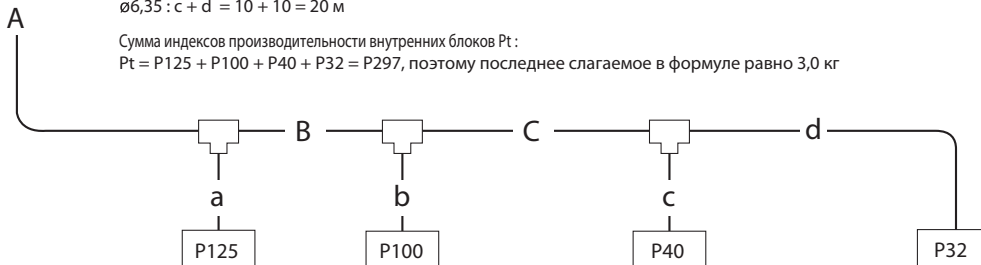 ø6,35 : c + d = 10 + 10 = 20 м
A
Сумма индексов производительности внутренних блоков Pt :
Pt = P125 + P100 + P40 + P32 = P297, поэтому последнее слагаемое в формуле равно 3,0 кг
B C d
a b c
P125 P100 P40 P32